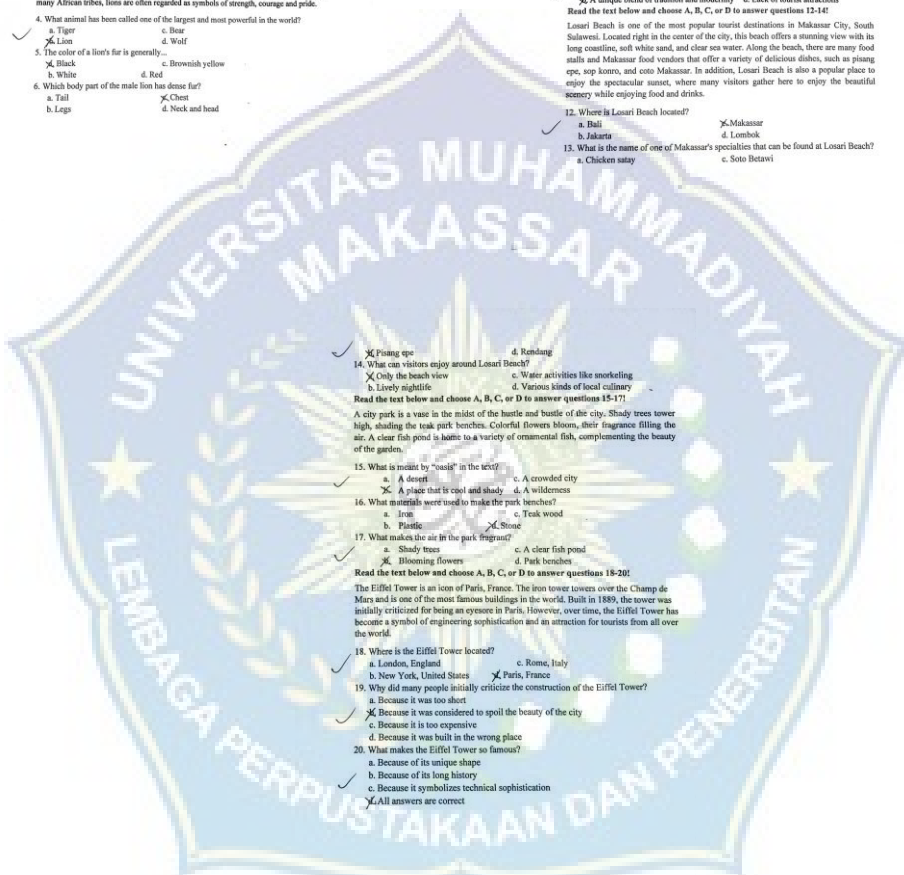 many African tribes, lions are often regarded as symbols of strength, courage and pride.
4. What animal has been called one of the largest and most powerful in the world?
a. Tiger c. Bear
b. Lion d. Wolf
5. The color of a lion's fur is generally...
a. Black c. Brownish yellow
b. White d. Red
6. Which body part of the male lion has dense fur?
a. Tail c. Chest
b. Legs d. Neck and head
A unique blend of tradition and modernity c. Lack of tourist attractions
Read the text below and choose A, B, C, or D to answer questions 12-14!
Losari Beach is one of the most popular tourist destinations in Makassar City, South
Sulawesi. Located right in the center of the city, this beach offers a stunning view with its
long coastline, soft white sand, and clear sea water. Along the beach, there are many food
stalls and Makassar food vendors that offer a variety of delicious dishes, such as pisang
epe, sop konro, and coto Makassar. In addition, Losari Beach is also a popular place to
enjoy the spectacular sunset, where many visitors gather here to enjoy the beautiful
scenery while enjoying food and drinks.
12. Where is Losari Beach located?
a. Bali c. Makassar
b. Jakarta d. Lombok
13. What is the name of one of Makassar's specialties that can be found at Losari Beach?
a. Chicken satay c. Soto Betawi
b. Pisang epe d. Rendang
14. What can visitors enjoy around Losari Beach?
a. Only the beach view c. Water activities like snorkeling
b. Lively nightlife d. Various kinds of local culinary
Read the text below and choose A, B, C, or D to answer questions 15-17!
A city park is a vase in the midst of the hustle and bustle of the city. Shady trees tower
high, shading the teak park benches. Colorful flowers bloom, their fragrance filling the
air. A clear fish pond is home to a variety of ornamental fish, complementing the beauty
of the garden.
15. What is meant by "oasis" in the text?
a. A desert c. A crowded city
b. A place that is cool and shady d. A wilderness
16. What materials were used to make the park benches?
a. Iron c. Teak wood
b. Plastic d. Stone
17. What makes the air in the park fragrant?
a. Shady trees c. A clear fish pond
b. Blooming flowers d. Park benches
Read the text below and choose A, B, C, or D to answer questions 18-20!
The Eiffel Tower is an icon of Paris, France. The iron tower towers over the Champ de
Mars and is one of the most famous buildings in the world. Built in 1889, the tower was
initially criticized for being an eyesore in Paris. However, over time, the Eiffel Tower has
become a symbol of engineering sophistication and an attraction for tourists from all over
the world.
18. Where is the Eiffel Tower located?
a. London, England c. Rome, Italy
b. New York, United States d. Paris, France
19. Why did many people initially criticize the construction of the Eiffel Tower?
a. Because it was too short
b. Because it was considered to spoil the beauty of the city
c. Because it is too expensive
d. Because it was built in the wrong place
20. What makes the Eiffel Tower so famous?
a. Because of its unique shape
b. Because of its long history
c. Because it symbolizes technical sophistication
d. All answers are correct
UNIVERSITAS MUHAMMADIYAH
MAKASSAR
LEMBAGA PERPUSTAKAAN DAN PENERBITAN